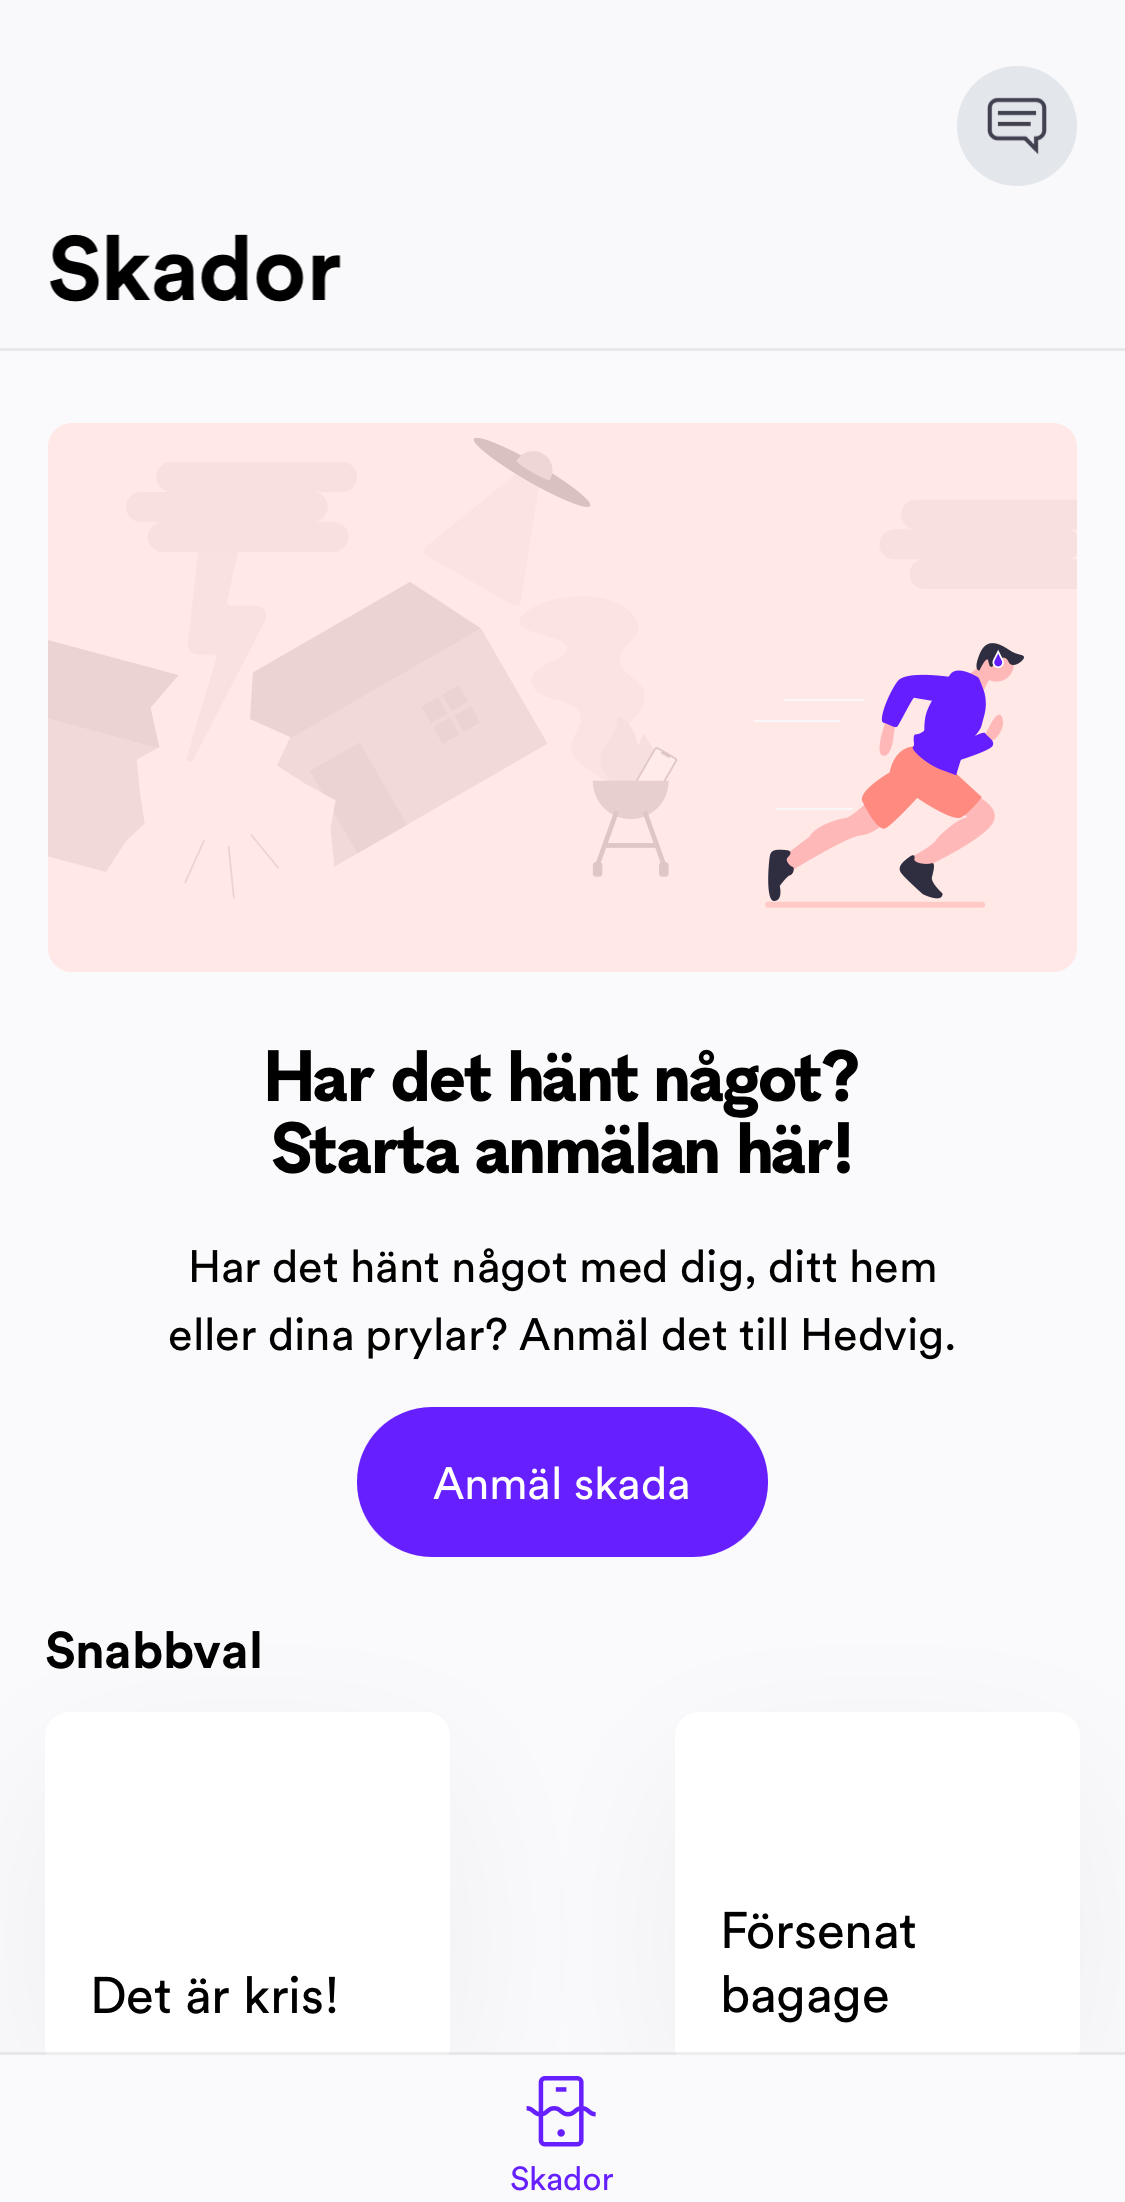 Skador
Har det hänt något?
Starta anmälan här!
Har det hänt något med dig, ditt hem
eller dina prylar? Anmäl det till Hedvig.
Anmäl skada
Snabbval
Det är kris!
Försenat
bagage
Skador